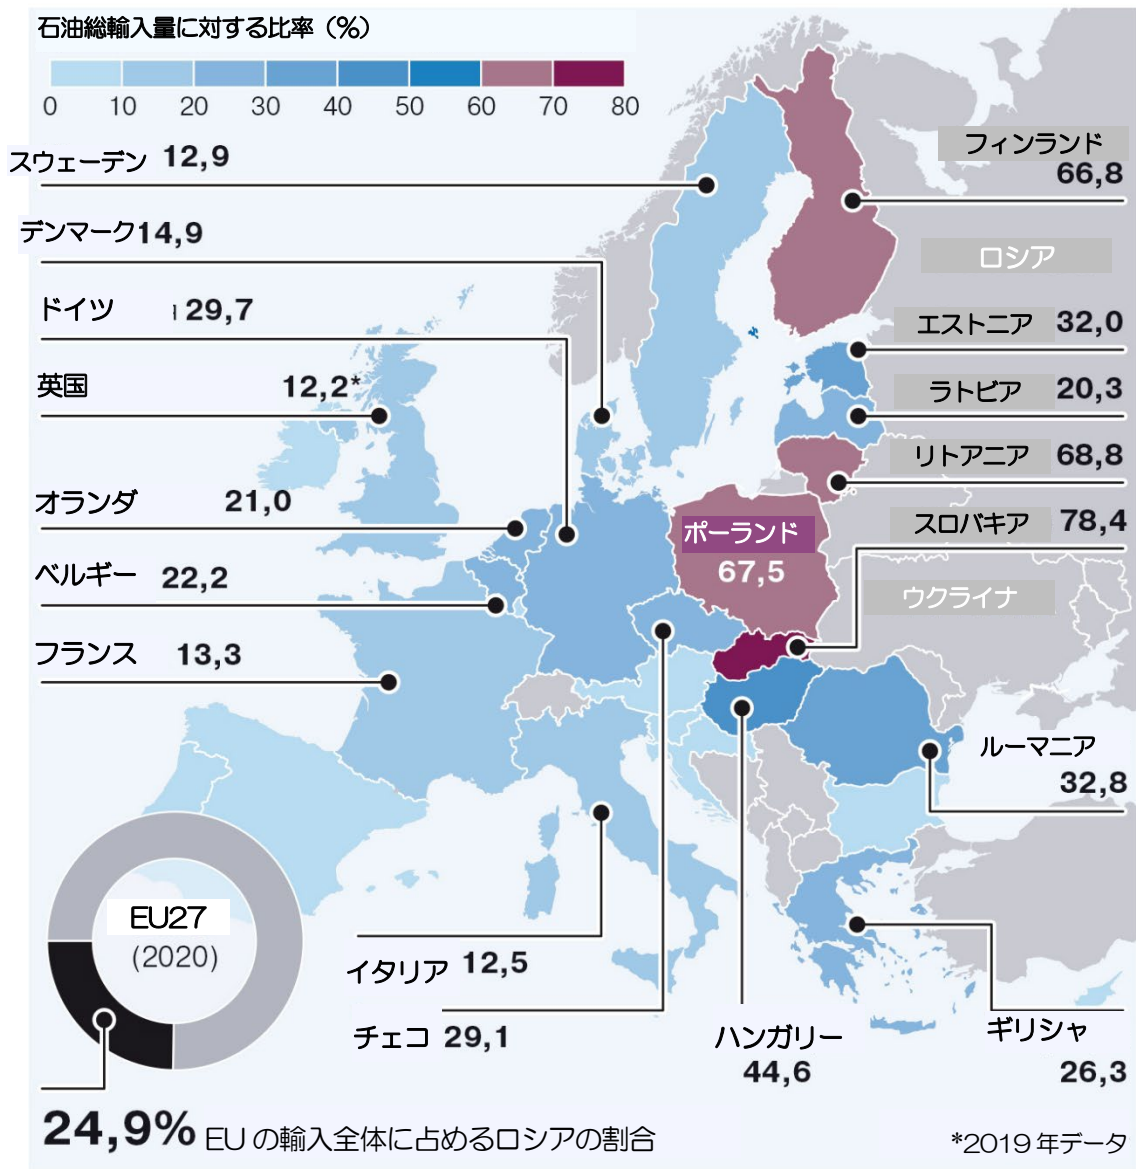 石油総輸入量に対する比率（％）
0 10 20 30 40 50 60 70 80
スウェーデン 12,9
フィンランド
66,8
デンマーク 14,9
ロシア
ドイツ 29,7
エストニア 32,0
英国 12,2*
ラトビア 20,3
リトアニア 68,8
オランダ 21,0
スロバキア 78,4
ポーランド
67,5
ベルギー 22,2
ウクライナ
フランス 13,3
ルーマニア
32,8
EU27
(2020)
イタリア 12,5
チェコ 29,1
ハンガリー
44,6
ギリシャ
26,3
24,9% EUの輸入全体に占めるロシアの割合
*2019年データ